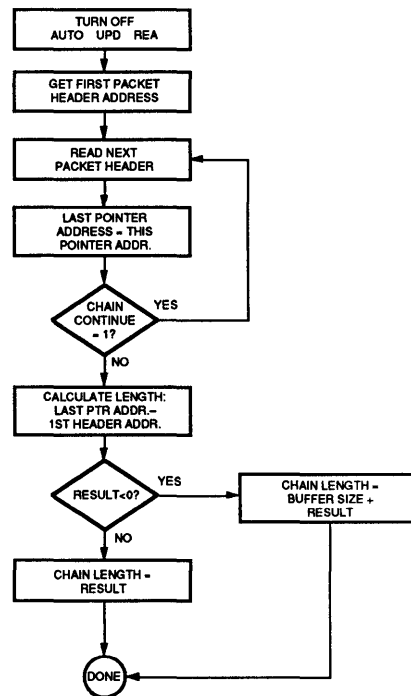 TURN OFF
AUTO UPD REA
GET FIRST PACKET
HEADER ADDRESS
READ NEXT
PACKET HEADER
LAST POINTER
ADDRESS = THIS
POINTER ADDR.
CHAIN
CONTINUE
= 1?
YES
NO
CALCULATE LENGTH:
LAST PTR ADDR.–
1ST HEADER ADDR.
RESULT<0?
YES
NO
CHAIN LENGTH =
BUFFER SIZE +
RESULT
CHAIN LENGTH =
RESULT
DONE